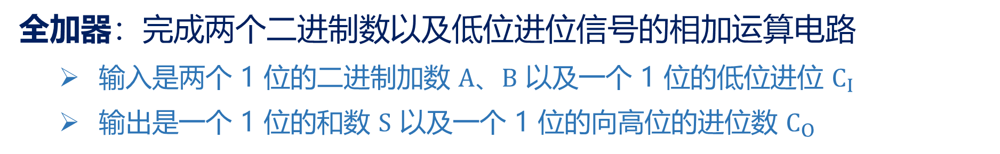 全加器：完成两个二进制数以及低位进位信号的相加运算电路
➢ 输入是两个 1 位的二进制加数 A、B 以及一个 1 位的低位进位 C_I
➢ 输出是一个 1 位的和数 S 以及一个 1 位的向高位的进位数 C_O